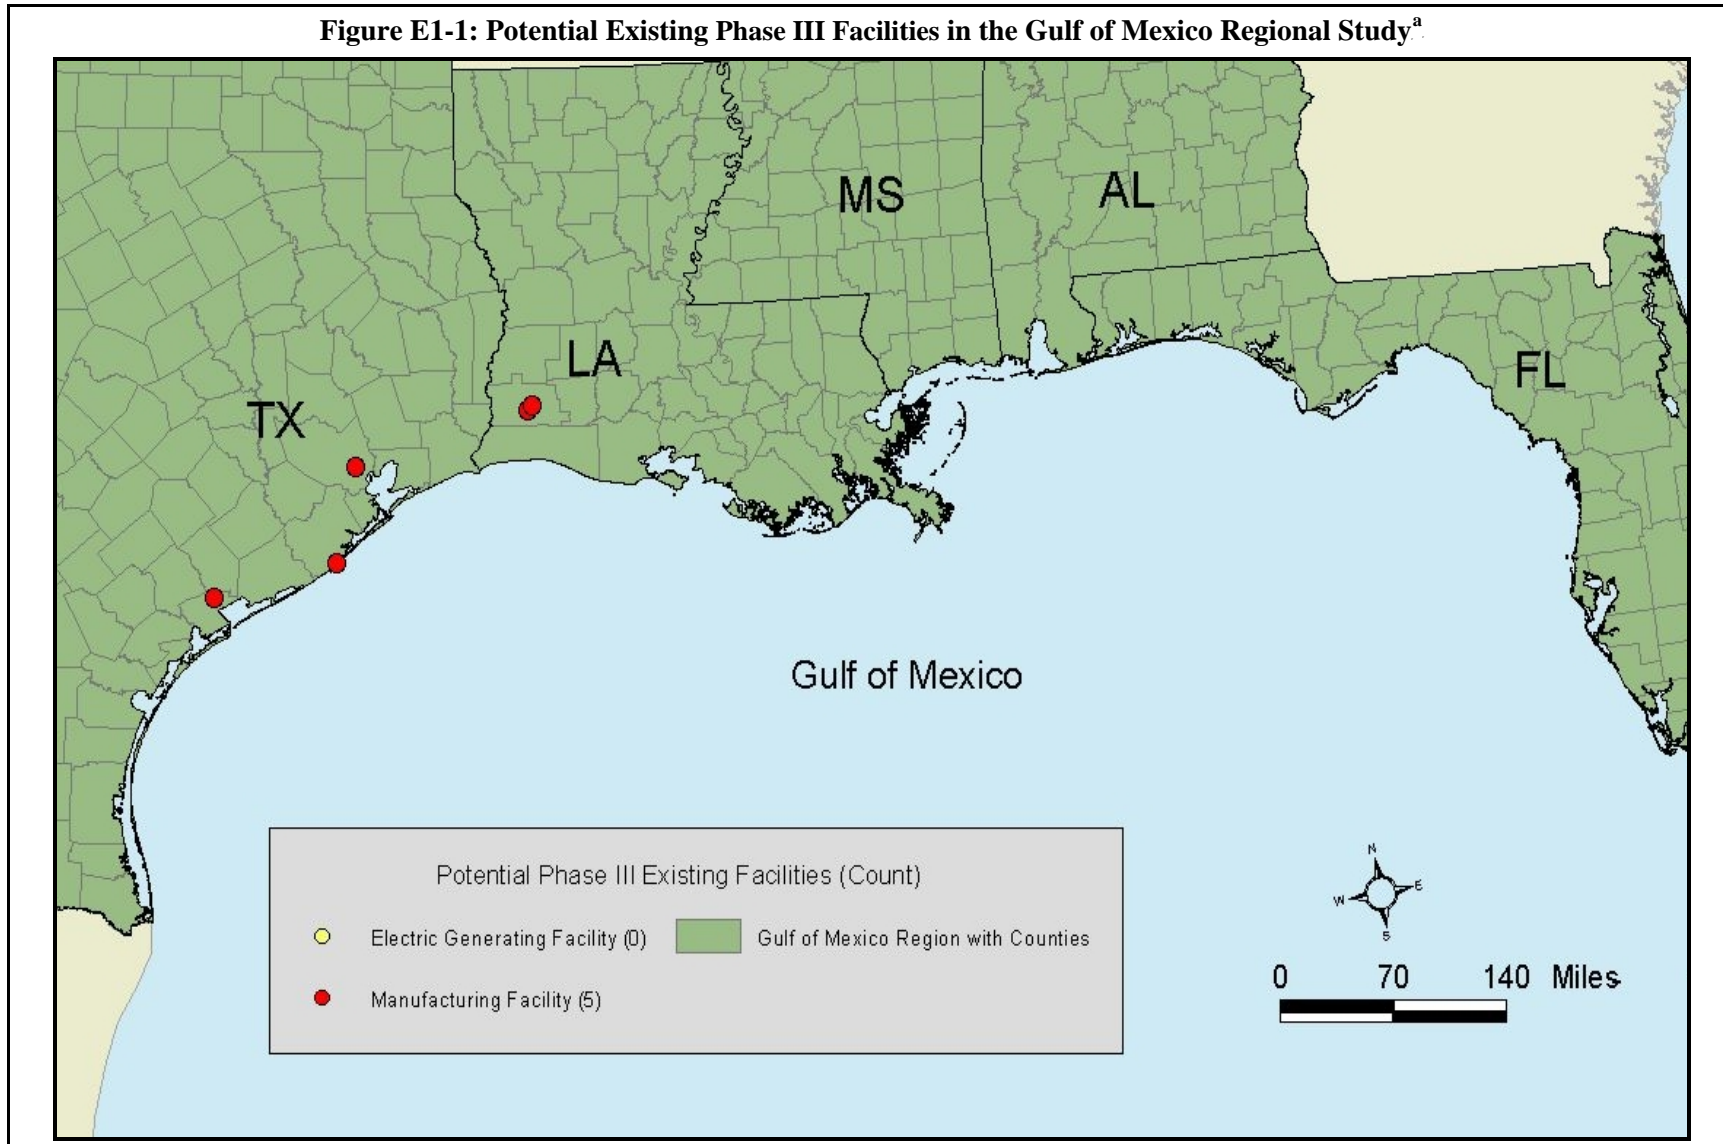 Figure E1-1: Potential Existing Phase III Facilities in the Gulf of Mexico Regional Study.a
MS
AL
LA
FL
TX
Gulf of Mexico
Potential Phase III Existing Facilities (Count)
Electric Generating Facility (0)
Gulf of Mexico Region with Counties
Manufacturing Facility (5)
N
W
E
S
0 70 140 Miles